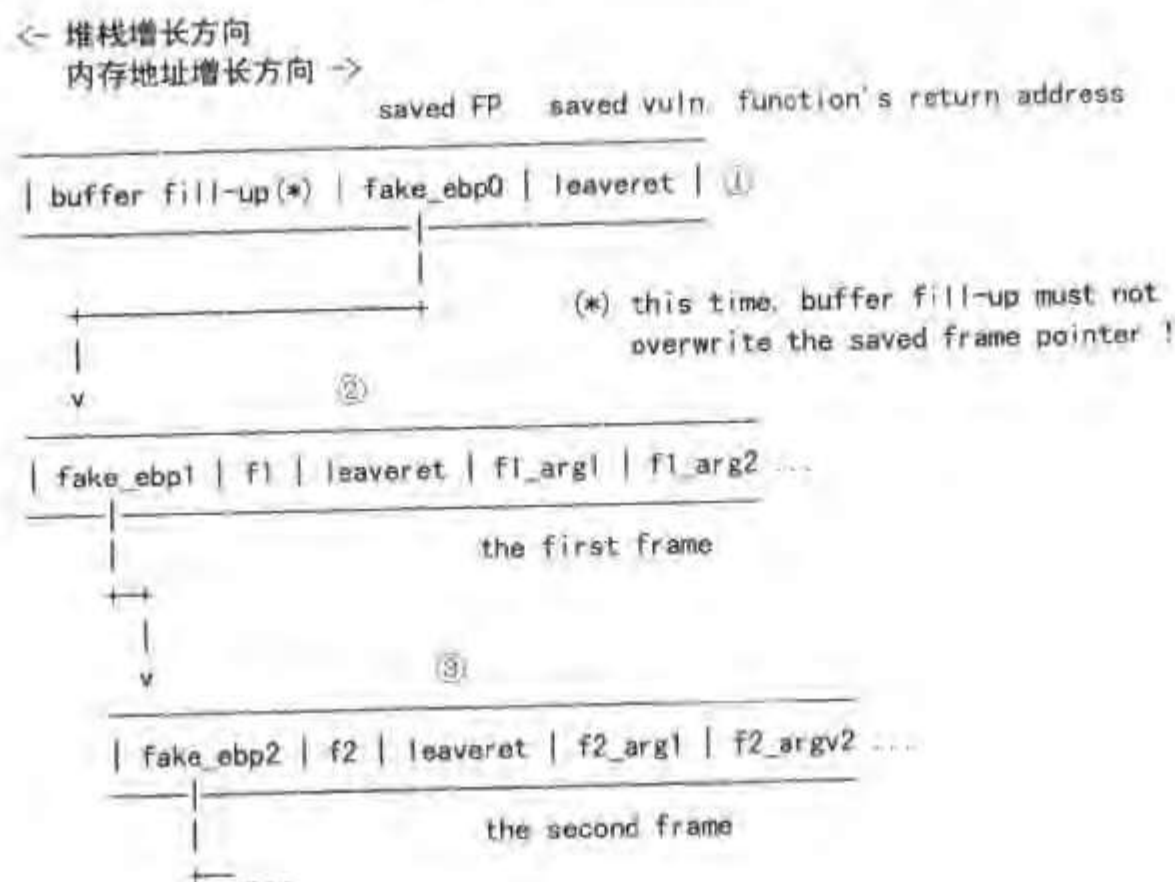 <- 堆栈增长方向
内存地址增长方向 ->
saved FP saved vuln. function's return address
| buffer fill-up(*) | fake_ebp0 | leaveret | ①
(*) this time, buffer fill-up must not
overwrite the saved frame pointer !
②
| fake_ebp1 | f1 | leaveret | f1_arg1 | f1_arg2 ...
the first frame
③
| fake_ebp2 | f2 | leaveret | f2_arg1 | f2_argv2 ...
the second frame
+-- ...